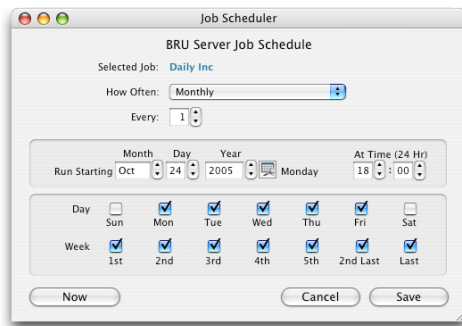 Job Scheduler
BRU Server Job Schedule
Selected Job: Daily Inc
How Often: Monthly
Every: 1
Month Day Year At Time (24 Hr)
Run Starting Oct 24 2005 Monday 18 : 00
Day
Sun Mon Tue Wed Thu Fri Sat
Week
1st 2nd 3rd 4th 5th 2nd Last Last
Now Cancel Save